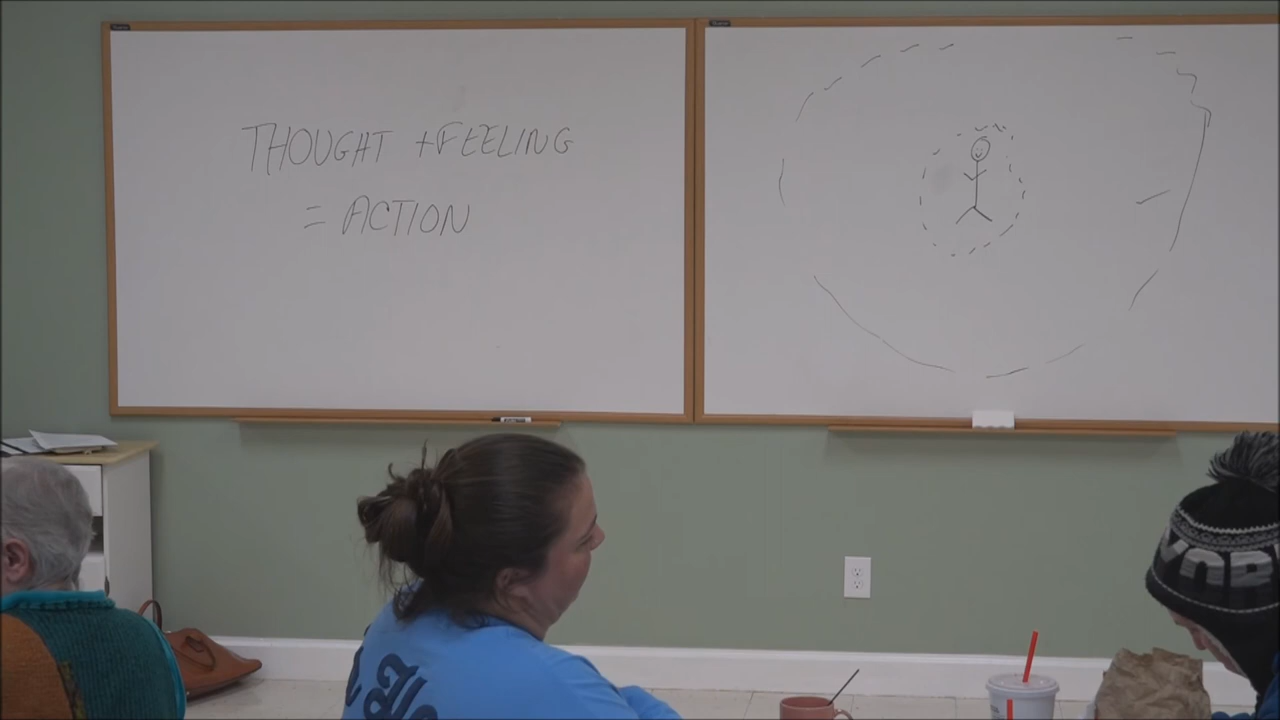 THOUGHT + FEELING
= ACTION